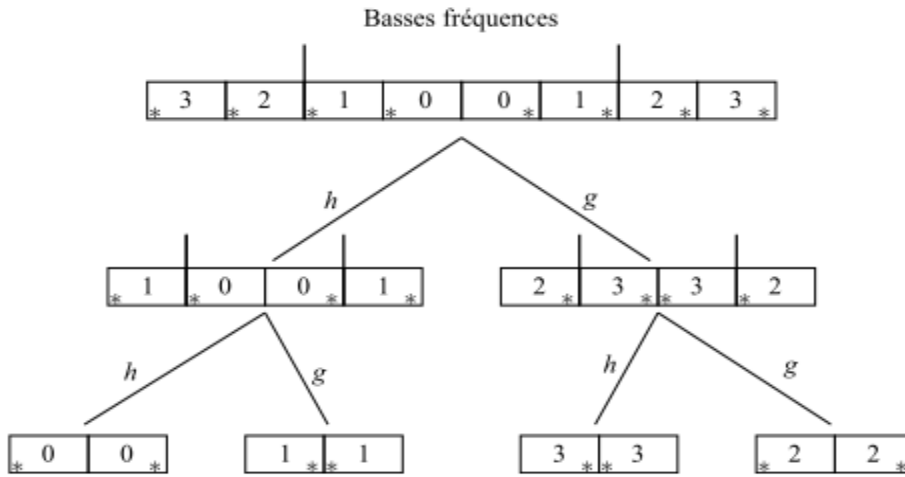 Basses fréquences
* 3 * 2 * 1 * 0 0 * 1 * 2 * 3 *
h g
* 1 * 0 0 * 1 * 2 * 3 * * 3 * 2
h g h g
* 0 0 * 1 * * 1 3 * * 3 * 2 2 *